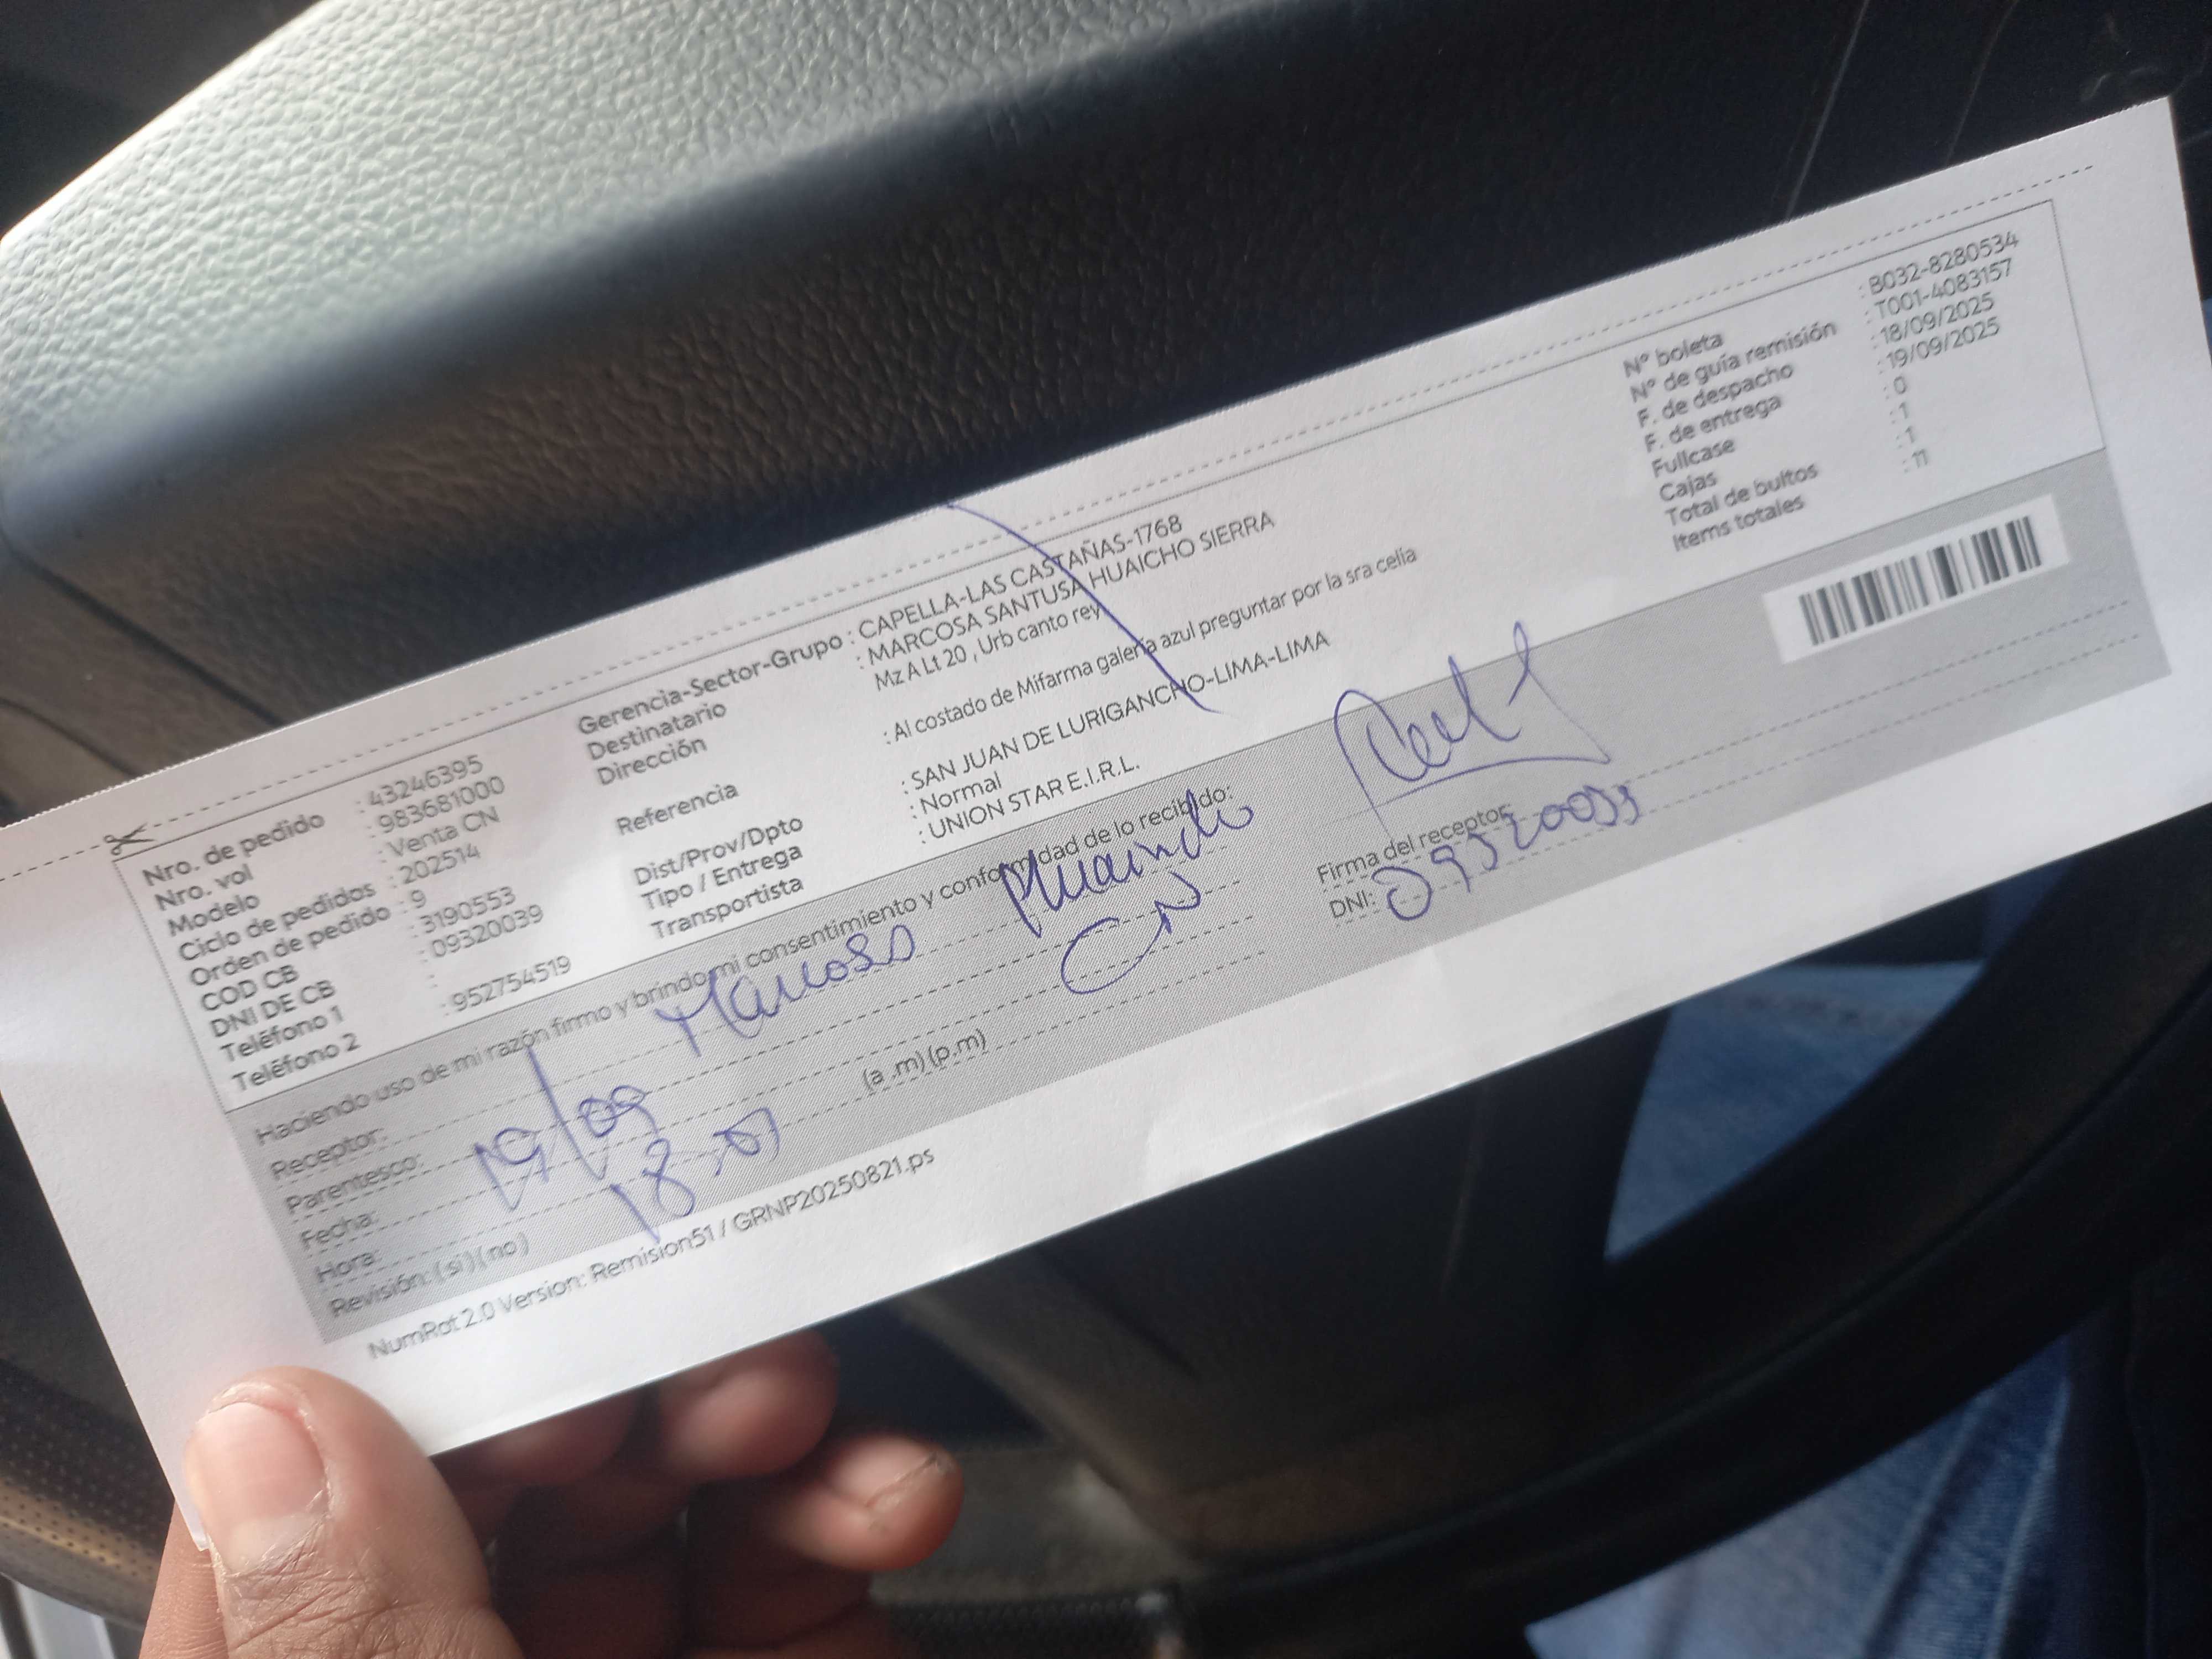 Nro. de pedido : 43246395
Nro. vol : 983681000
Modelo : Venta CN
Ciclo de pedidos : 202514
Orden de pedido : 9
COD CB : 3190553
DNI DE CB : 09320039
Teléfono 1 :
Teléfono 2 : 952754519
Gerencia-Sector-Grupo : CAPELLA-LAS CASTAÑAS-1768
Destinatario : MARCOSA SANTUSA HUAICHO SIERRA
Dirección Mz A Lt 20 , Urb canto rey
Referencia : Al costado de Mifarma galeria azul preguntar por la sra celia
Dist/Prov/Dpto : SAN JUAN DE LURIGANCHO-LIMA-LIMA
Tipo / Entrega : Normal
Transportista : UNION STAR E.I.R.L.
N° boleta : B032-8280534
N° de guía remisión : T001-4083157
F. de despacho : 18/09/2025
F. de entrega : 19/09/2025
Fullcase : 0
Cajas : 1
Total de bultos : 1
Items totales : 11
Haciendo uso de mi razón firmo y brindo mi consentimiento y conformidad de lo recibido:
Receptor: Marcosa
Parentesco: CN
Fecha: 19/09
Hora: 18:07 (a .m) (p.m)
Revisión: ( si ) ( no )
Firma del receptor:
DNI:
NumRot 2.0 Version: Remision51 / GRNP20250821.ps